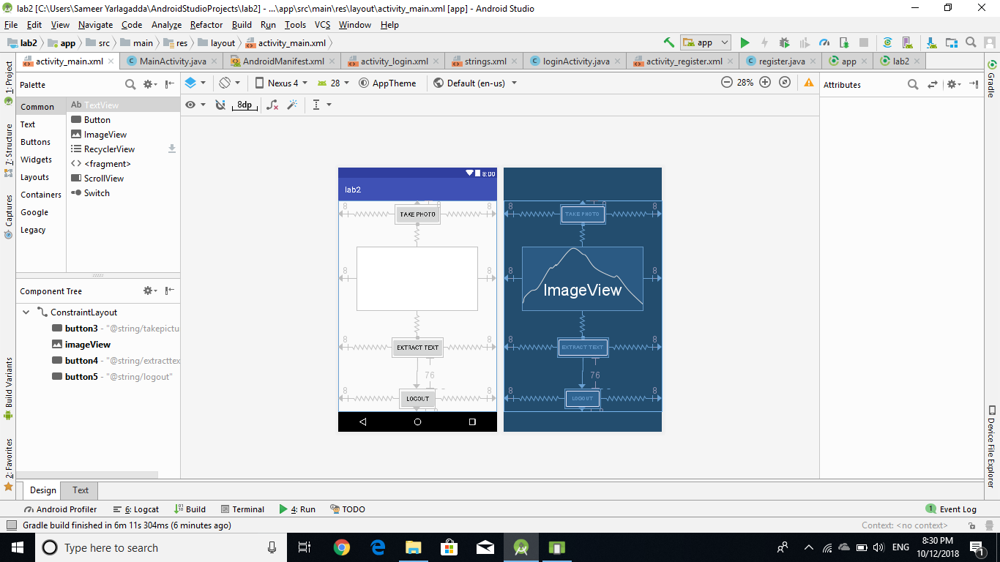 lab2 [C:\Users\Sameer Yarlagadda\AndroidStudioProjects\lab2] - ...\app\src\main\res\layout\activity_main.xml [app] - Android Studio
File Edit View Navigate Code Analyze Refactor Build Run Tools VCS Window Help
lab2 app src main res layout activity_main.xml app
activity_main.xml MainActivity.java AndroidManifest.xml activity_login.xml strings.xml loginActivity.java activity_register.xml register.java app lab2
1: Project
7: Structure
Captures
Build Variants
2: Favorites
Palette
Common
Text
Buttons
Widgets
Layouts
Containers
Google
Legacy
Ab TextView
Button
ImageView
RecyclerView
<fragment>
ScrollView
Switch
Component Tree
ConstraintLayout
button3 - "@string/takepictu
imageView
button4 - "@string/extracttex
button5 - "@string/logout"
Nexus 4 28 AppTheme Default (en-us) 28%
8dp
8:00
lab2
8 TAKE PHOTO 8
8 8
8 EXTRACT TEXT 8
76
8 LOGOUT 8
8 TAKE PHOTO 8
8 ImageView 8
8 EXTRACT TEXT 8
76
8 LOGOUT 8
Attributes
Gradle
Device File Explorer
Design Text
Android Profiler 6: Logcat Build Terminal 4: Run TODO 1 Event Log
Gradle build finished in 6m 11s 304ms (6 minutes ago) Context: <no context>
Type here to search ENG 8:30 PM
10/12/2018 1